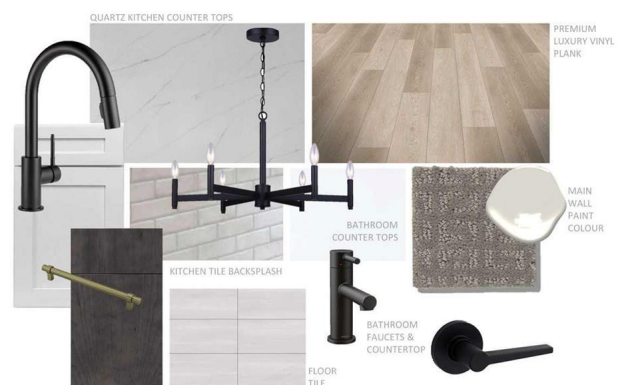 QUARTZ KITCHEN COUNTER TOPS
PREMIUM
LUXURY VINYL
PLANK
MAIN
WALL
PAINT
COLOUR
BATHROOM
COUNTER TOPS
KITCHEN TILE BACKSPLASH
BATHROOM
FAUCETS &
COUNTERTOP
FLOOR
TILE